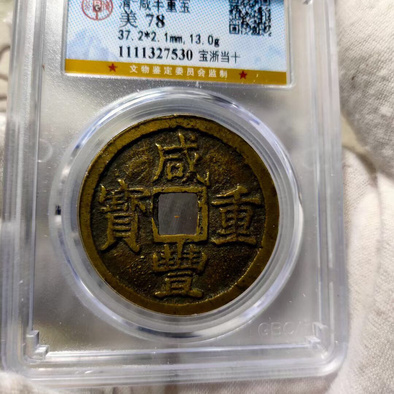 清·咸丰重宝
美 78
37.2*2.1mm,13.0g
1111327530 宝浙当十
★ 文物鉴定委员会监制 ★
咸
寶 重
豐